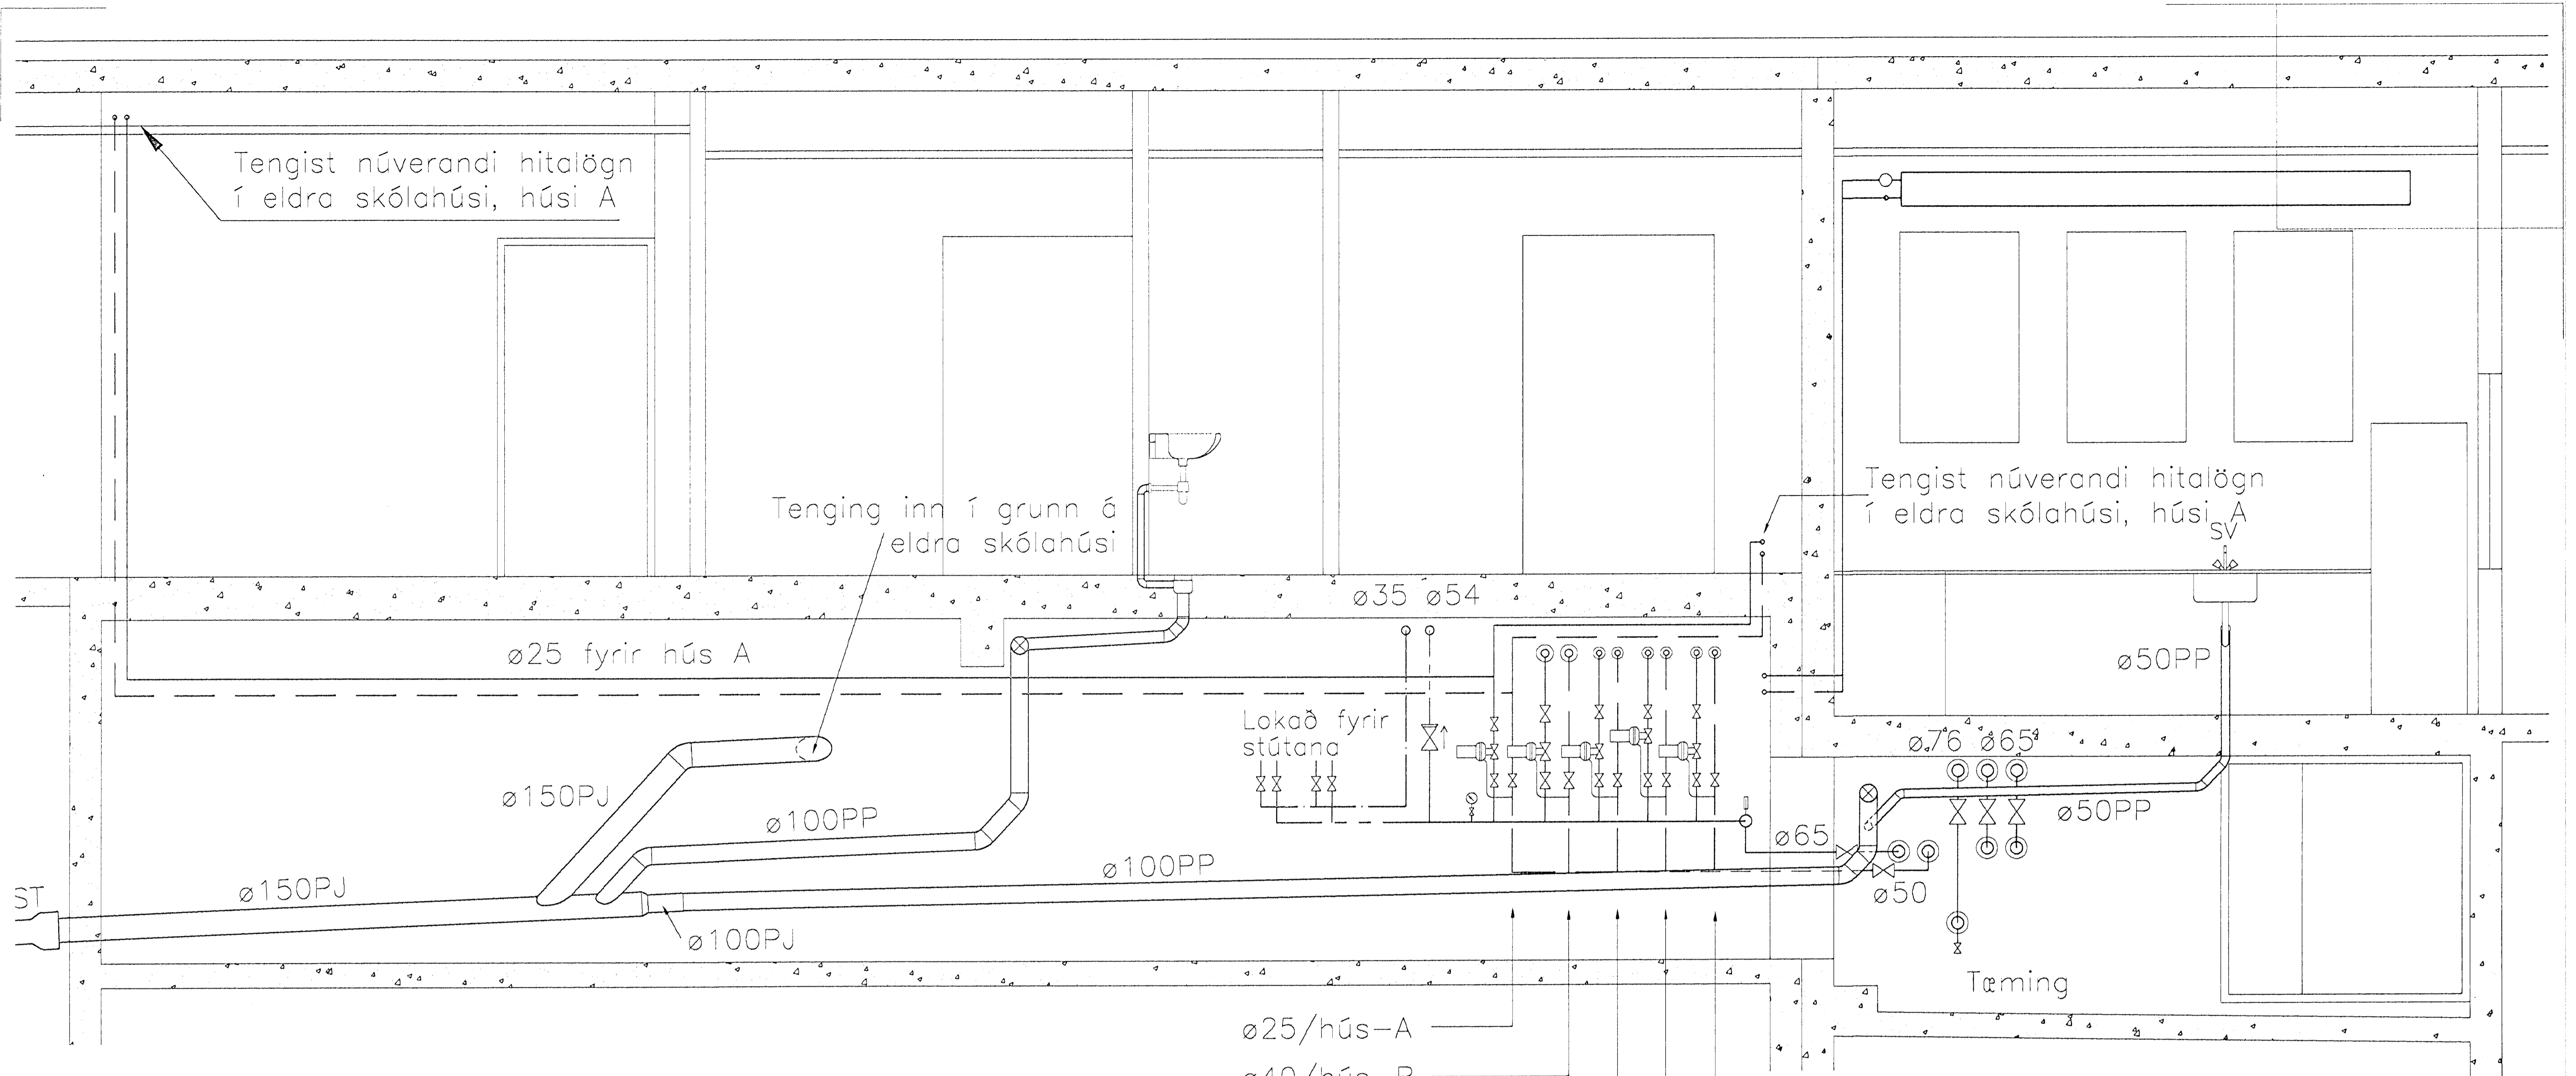 Tengist núverandi hitalögn
í eldra skólahúsi, húsi A
Tenging inn í grunn á
eldra skólahúsi
Tengist núverandi hitalögn
í eldra skólahúsi, húsi A
SV
ø35 ø54
ø25 fyrir hús A
ø50PP
Lokað fyrir
stútana
ø76 ø65
ø150PJ
ø100PP
ø50PP
ø65
ø100PP
ø150PJ
ST
ø50
ø100PJ
Tæming
ø25/hús-A
ø40/hús-B